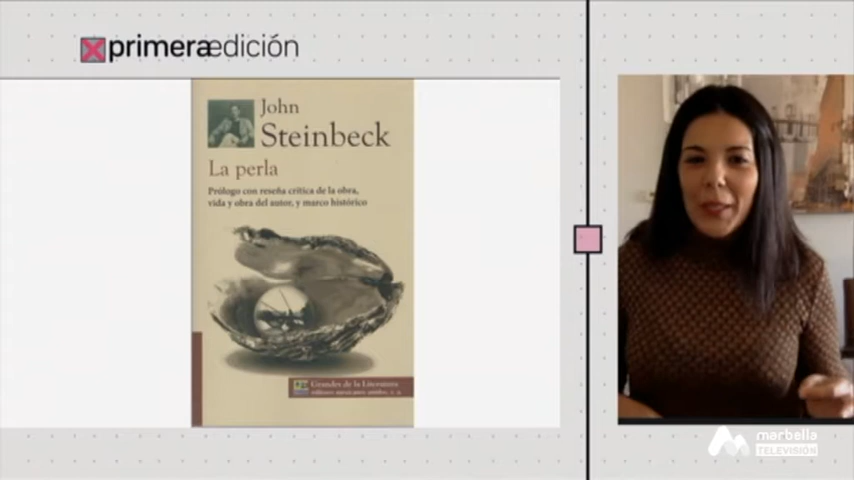 primeraedición
John
Steinbeck
La perla
Prólogo con reseña crítica de la obra,
vida y obra del autor, y marco histórico
Grandes de la Literatura
marbella
TELEVISIÓN